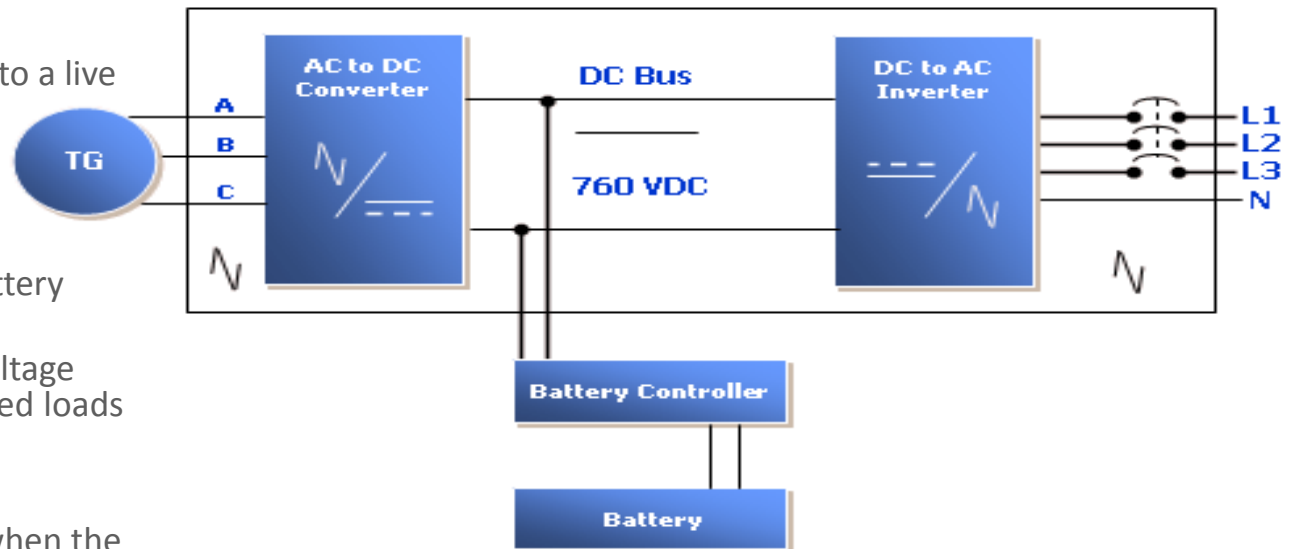 to a live
ttery
ltage
ed loads
when the
TG
A
B
C
AC to DC
Converter
DC Bus
760 VDC
DC to AC
Inverter
L1
L2
L3
N
Battery Controller
Battery